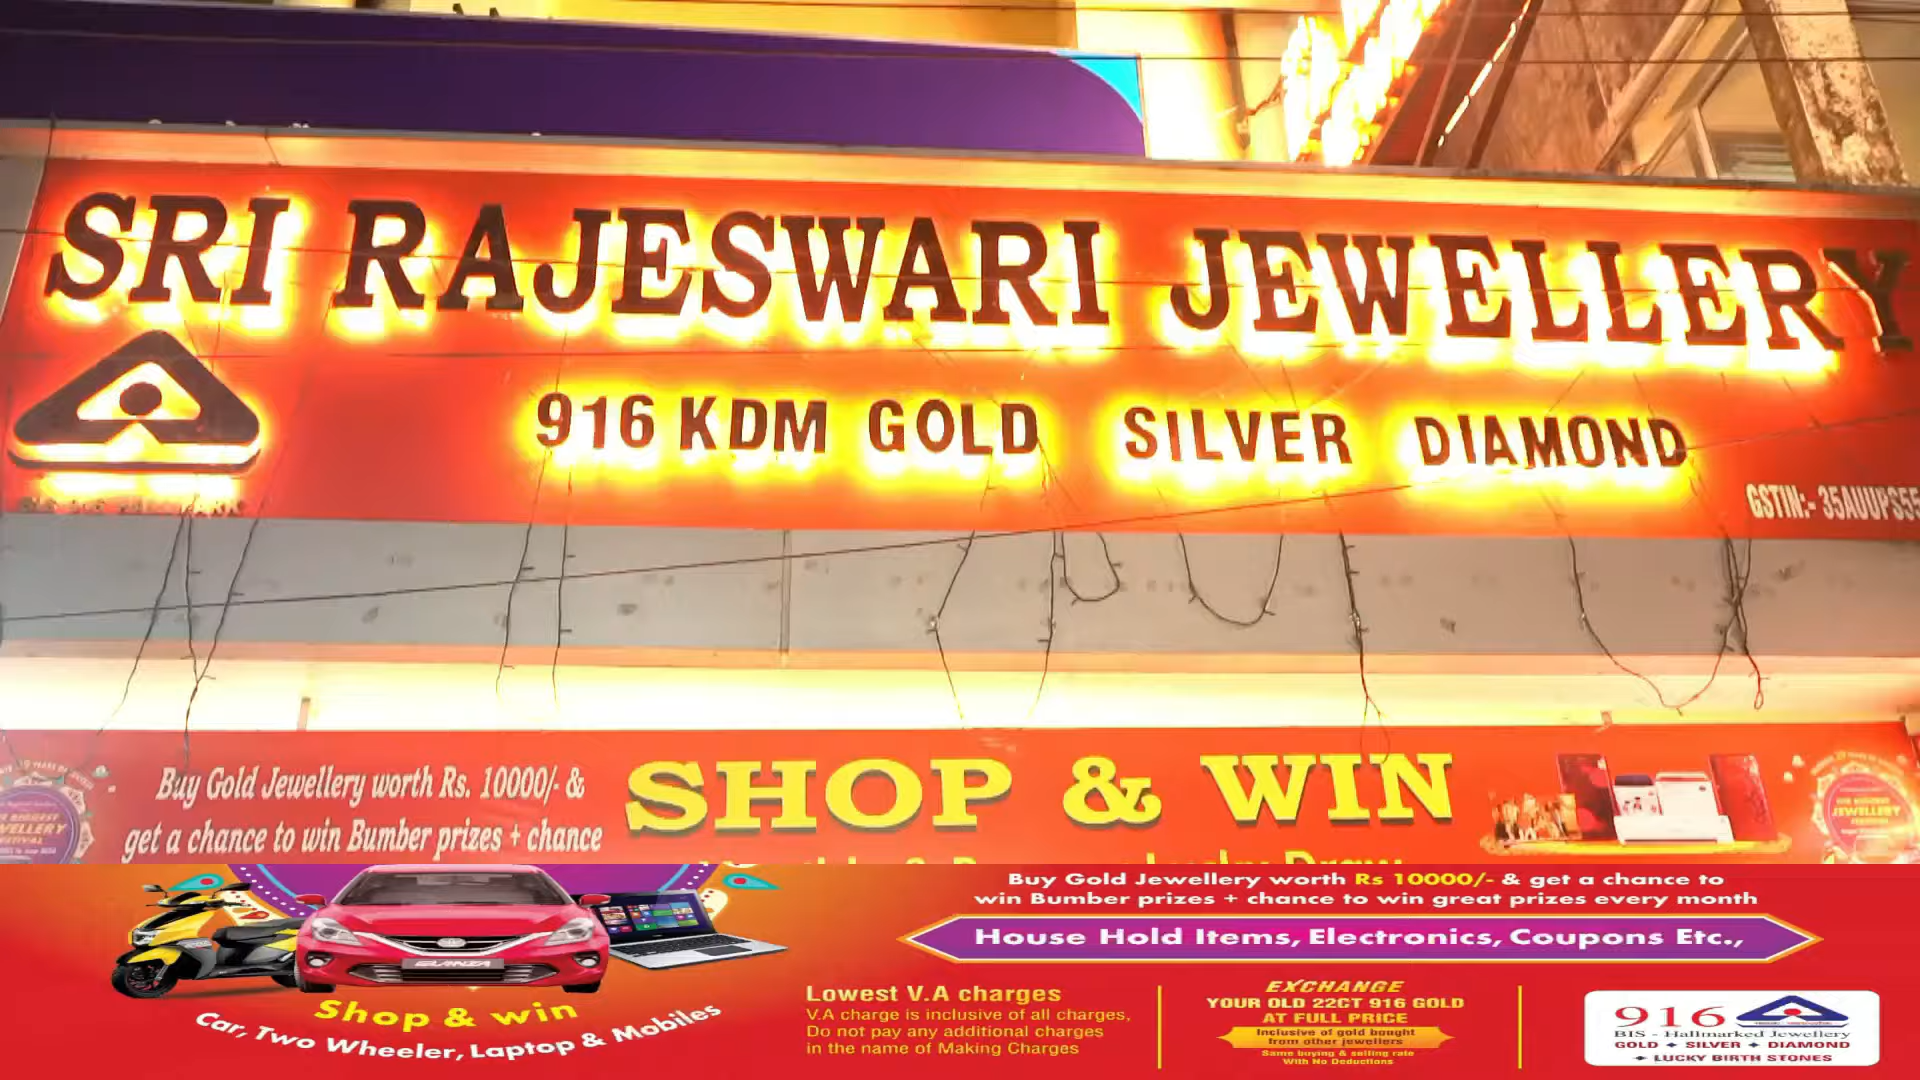 SRI RAJESWARI JEWELLERY
916 KDM GOLD SILVER DIAMOND
GSTIN:- 35AUUPS55
Buy Gold Jewellery worth Rs. 10000/- &
get a chance to win Bumber prizes + chance
SHOP & WIN
JEWELLERY
Buy Gold Jewellery worth Rs 10000/- & get a chance to
win Bumber prizes + chance to win great prizes every month
House Hold Items, Electronics, Coupons Etc.,
GLANZA
Shop & win
Car, Two Wheeler, Laptop & Mobiles
Lowest V.A charges
V.A charge is inclusive of all charges,
Do not pay any additional charges
in the name of Making Charges
EXCHANGE
YOUR OLD 22CT 916 GOLD
AT FULL PRICE
Inclusive of gold bought
from other jewellers
Same buying & selling rate
With No Deductions
916
BIS - Hallmarked Jewellery
GOLD ✦ SILVER ✦ DIAMOND
✦ LUCKY BIRTH STONES